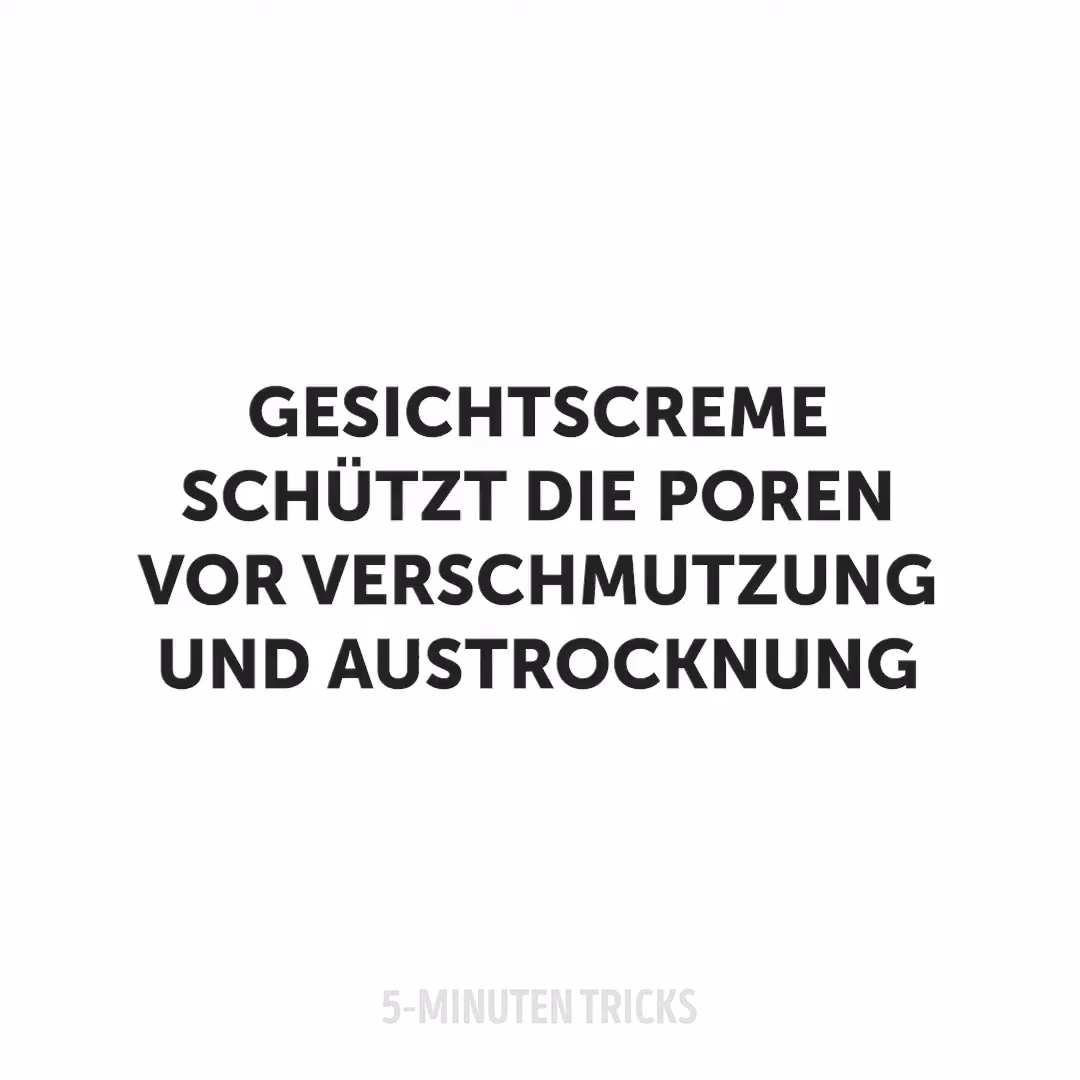 GESICHTSCREME
SCHÜTZT DIE POREN
VOR VERSCHMUTZUNG
UND AUSTROCKNUNG
5-MINUTEN TRICKS